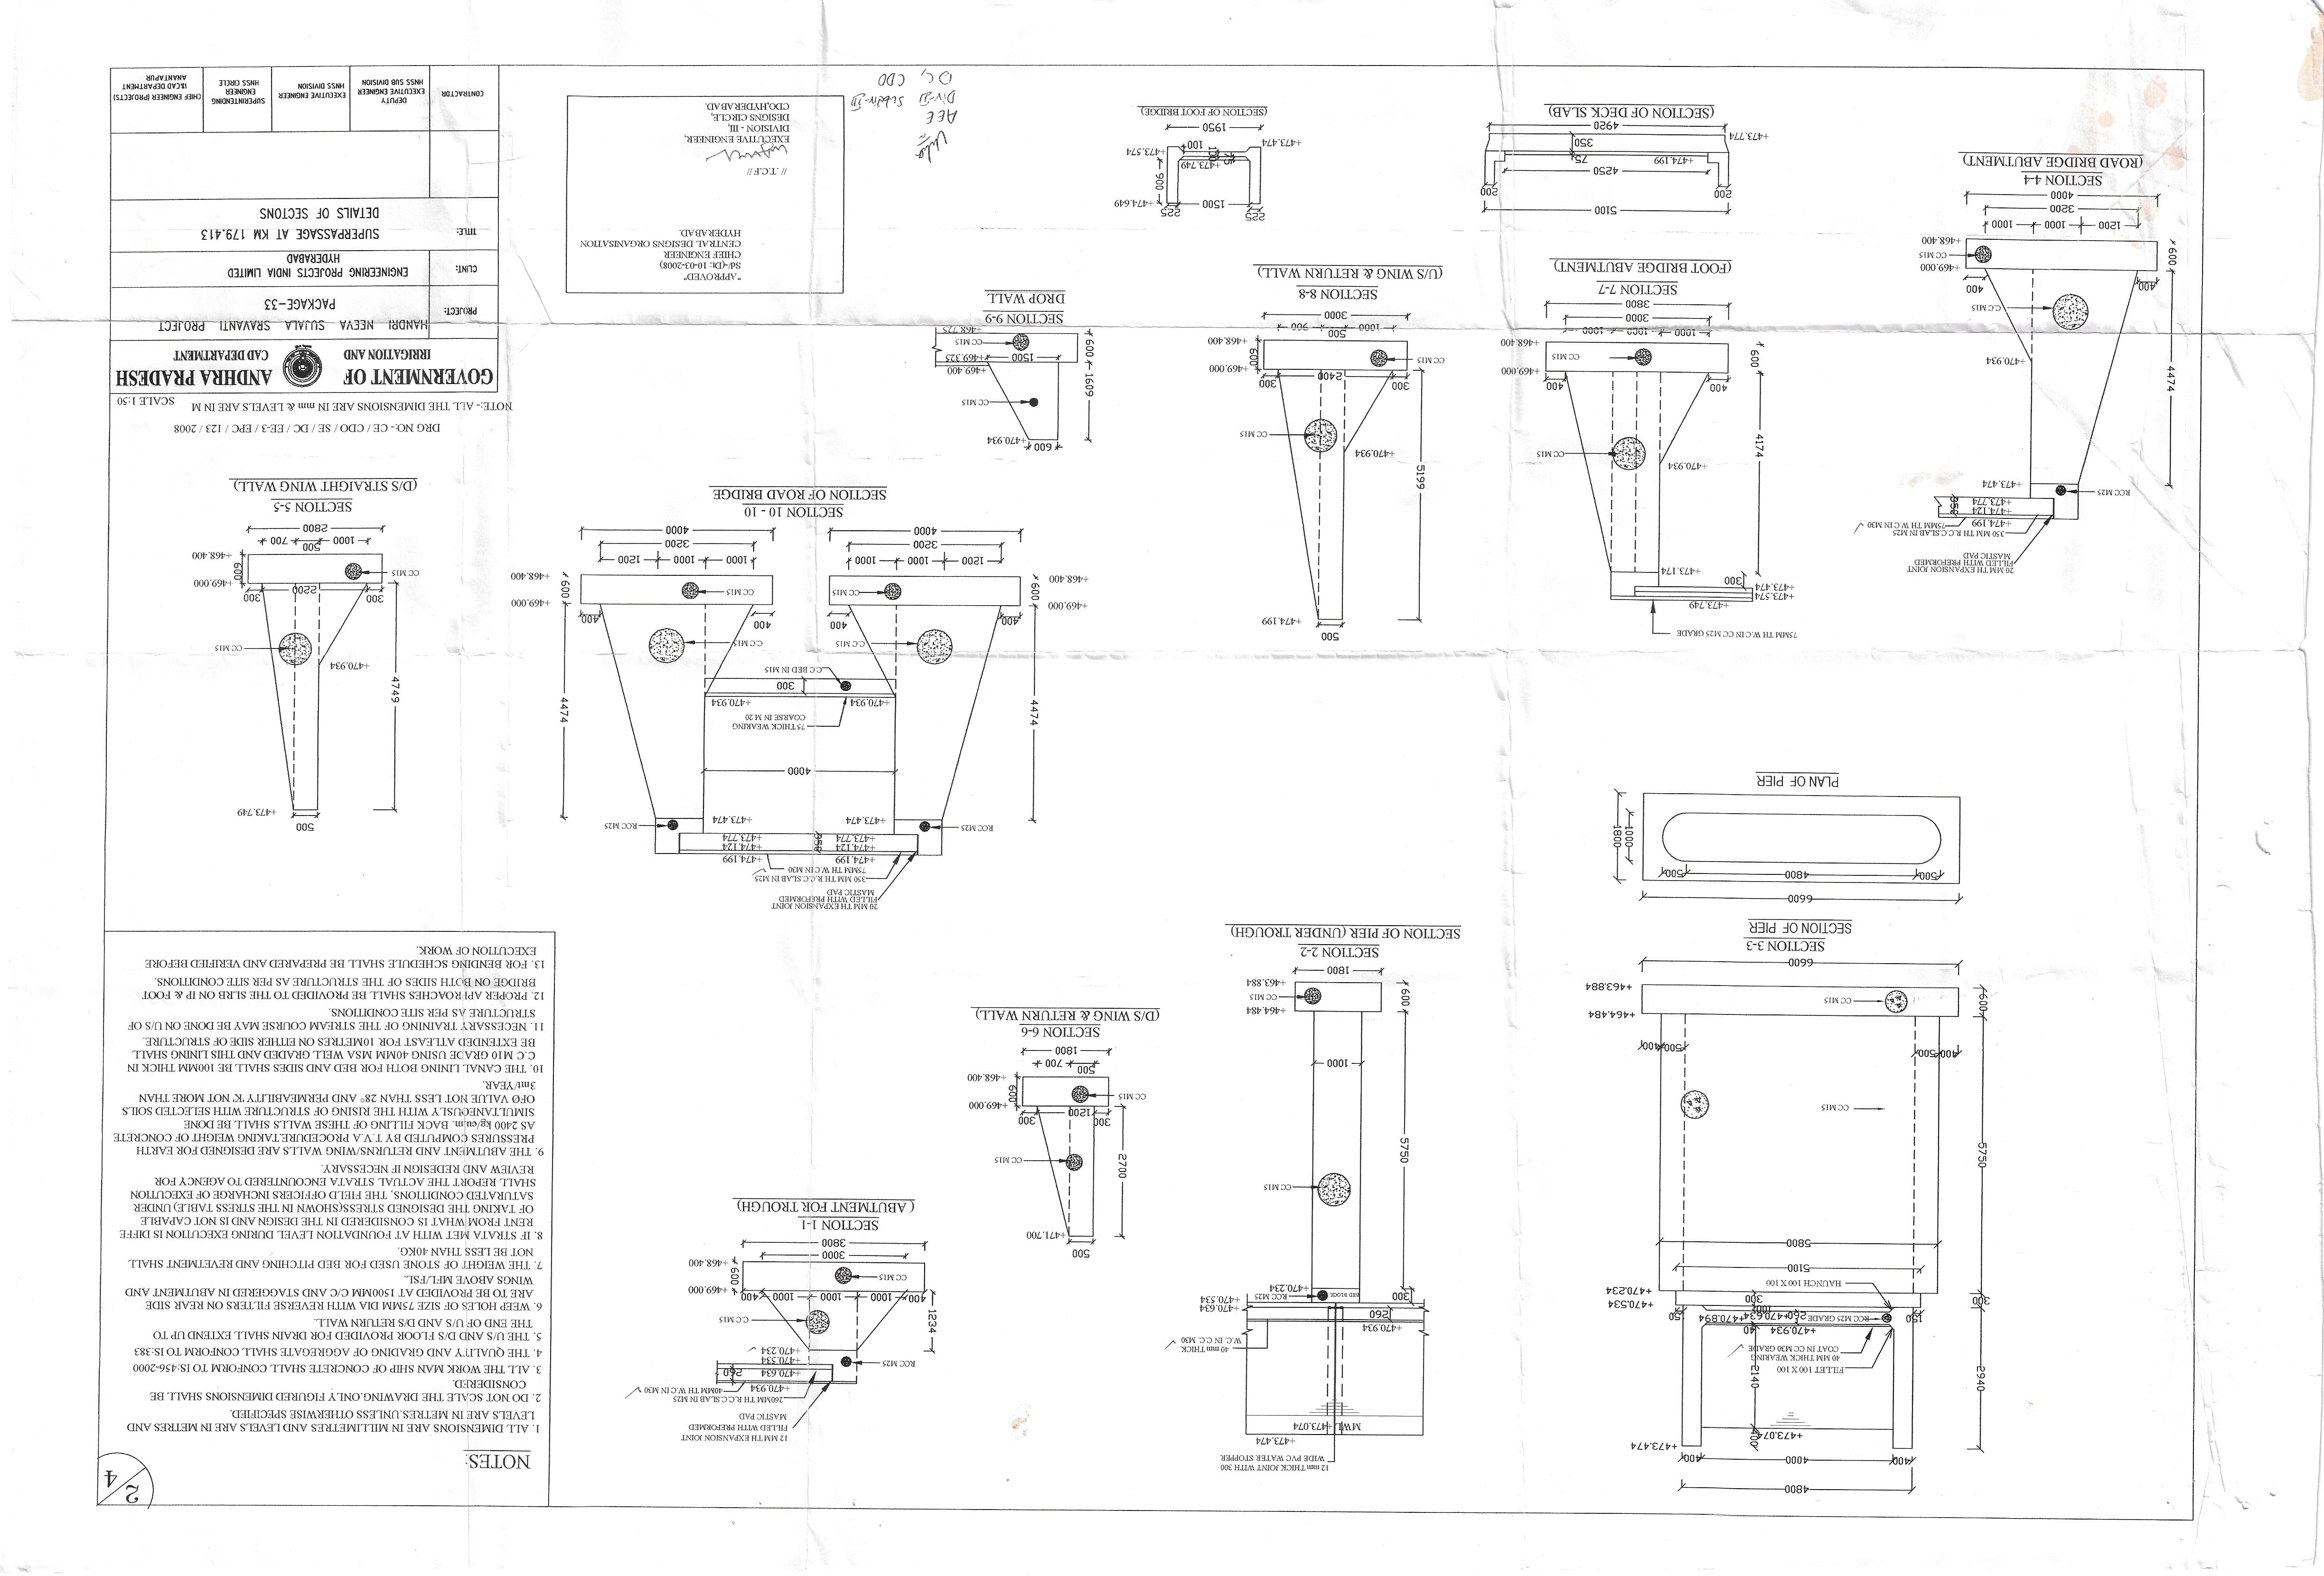 2/4
NOTES:
1. ALL DIMENSIONS ARE IN MILLIMETRES AND LEVELS ARE IN METRES AND
LEVELS ARE IN METRES.UNLESS OTHERWISE SPECIFIED.
2. DO NOT SCALE THE DRAWING.ONLY FIGURED DIMENSIONS SHALL BE
CONSIDERED.
3. ALL THE WORK MAN SHIP OF CONCRETE SHALL CONFORM TO IS:456-2000
4. THE QUALITY AND GRADING OF AGGREGATE SHALL CONFORM TO IS:383
5. THE U/S AND D/S FLOOR PROVIDED FOR DRAIN SHALL EXTEND UP TO
THE END OF U/S AND D/S RETURN WALL.
6. WEEP HOLES OF SIZE 75MM DIA WITH REVERSE FILTERS ON REAR SIDE
ARE TO BE PROVIDED AT 1500MM C/C AND STAGGERED IN ABUTMENT AND
WINGS ABOVE MFL/FSL.
7. THE WEIGHT OF STONE USED FOR BED PITCHING AND REVETMENT SHALL
NOT BE LESS THAN 40KG.
8. IF STRATA MET WITH AT FOUNDATION LEVEL DURING EXECUTION IS DIFFE
RENT FROM WHAT IS CONSIDERED IN THE DESIGN AND IS NOT CAPABLE
OF TAKING THE DESIGNED STRESS(SHOWN IN THE STRESS TABLE) UNDER
SATURATED CONDITIONS, THE FIELD OFFICERS INCHARGE OF EXECUTION
SHALL REPORT THE ACTUAL STRATA ENCOUNTERED TO AGENCY FOR
REVIEW AND REDESIGN IF NECESSARY.
9. THE ABUTMENT AND RETURNS/WING WALLS ARE DESIGNED FOR EARTH
PRESSURES COMPUTED BY T.V.A PROCEDURE.TAKING WEIGHT OF CONCRETE
AS 2400 kg/cu.m. BACK FILLING OF THESE WALLS SHALL BE DONE
SIMULTANEOUSLY WITH THE RISING OF STRUCTURE WITH SELECTED SOILS
OFØ VALUE NOT LESS THAN 28° AND PERMEABILITY 'K' NOT MORE THAN
3mt/YEAR.
10. THE CANAL LINING BOTH FOR BED AND SIDES SHALL BE 100MM THICK IN
C.C M10 GRADE USING 40MM MSA WELL GRADED AND THIS LINING SHALL
BE EXTENDED ATLEAST FOR 10METRES ON EITHER SIDE OF STRUCTURE.
11. NECESSARY TRAINING OF THE STREAM COURSE MAY BE DONE ON U/S OF
STRUCTURE AS PER SITE CONDITIONS.
12. PROPER APPROACHES SHALL BE PROVIDED TO THE SLRB ON IP & FOOT
BRIDGE ON BOTH SIDES OF THE STRUCTURE AS PER SITE CONDITIONS.
13. FOR BENDING SCHEDULE SHALL BE PREPARED AND VERIFIED BEFORE
EXECUTION OF WORK.
4800
400 4000 400
+473.474
+473.074
400
2140
2940
FILLET 100 X 100
40 MM THICK WEARING
COAT IN CC M30 GRADE
+470.934
RCC M25 GRADE
+470.894
150
300
HAUNCH 100 X 100
+470.534
+470.234
5100
5800
CC M15
5750
400 500
500 400
+464.484
CC M15
600
+463.884
6600
SECTION 3-3
SECTION OF PIER
6600
500 4800 500
1000
1800
PLAN OF PIER
12 mm THICK JOINT WITH 300
WIDE PVC WATER STOPPER
+473.474
MWL +473.074
40 mm THICK
W.C. IN C.C. M30
+470.934
260
+470.634
+470.534
RCC M25
BED BLOCK
300
+470.234
CC M15
5750
1000
+464.484
CC M15
600
+463.884
1800
SECTION 2-2
SECTION OF PIER (UNDER TROUGH)
12 MM TH EXPANSION JOINT
FILLED WITH PREFORMED
MASTIC PAD
260MM TH R.C.C.SLAB IN M25
40MM TH W.C IN M30
+470.934
+470.634
260
+470.534
+470.234
RCC M25
C.C M15
1234
+469.000
400 1000 1000 1000 400
CC M15
600
+468.400
3000
3800
SECTION 1-1
( ABUTMENT FOR TROUGH)
500
+471.700
CC M15
2700
+469.000
300 1200 300
CC M15
600
+468.400
500 700
1800
SECTION 6-6
(D/S WING & RETURN WALL)
20 MM TH EXPANSION JOINT
FILLED WITH PREFORMED
MASTIC PAD
350 MM TH R.C.C.SLAB IN M25
75MM TH W.C IN M30
+474.199 +474.199
+474.124 +474.124
+473.774 +473.774
350
+473.474 +473.474
RCC M25 RCC M25
4000
75 THICK WEARING
COARSE IN M 20
+470.934 +470.934
300
C.C BED IN M15
C.C M15 C.C M15
4474 4474
400 400 400 400
+469.000 +469.000
CC M15 CC M15
600 600
+468.400 +468.400
1200 1000 1000 1000 1000 1200
3200 3200
4000 4000
SECTION 10 - 10
SECTION OF ROAD BRIDGE
500
+473.749
4749
+470.934
CC M15
300 2200 300
+469.000
CC M15
600
+468.400
1000 500 700
2800
SECTION 5-5
(D/S STRAIGHT WING WALL)
20 MM TH EXPANSION JOINT
FILLED WITH PREFORMED
MASTIC PAD
350 MM TH R.C.C.SLAB IN M25
75MM TH W.C IN M30
+474.199
+474.124
+473.774
350
+473.474
RCC M25
4474
+470.934
CC M15
400 400
+469.000
CC M15
600
+468.400
1200 1000 1000
3200
4000
SECTION 4-4
(ROAD BRIDGE ABUTMENT)
75MM TH W.C IN CC M25 GRADE
+473.749
+473.574
+473.474
300
+473.174
4174
+470.934
CC M15
400 400
+469.000
CC M15
600
+468.400
1000 1000 1000
3000
3800
SECTION 7-7
(FOOT BRIDGE ABUTMENT)
500
+474.199
5199
+470.934
CC M15
300 2400 300
+469.000
CC M15
600
+468.400
1000 500 900
3000
SECTION 8-8
(U/S WING & RETURN WALL)
600
+470.934
CC M15
1609
+469.400
+469.325
1500
CC M15
600
+468.725
SECTION 9-9
DROP WALL
5100
200 4250 200
75
+474.199
350
+473.774
4920
(SECTION OF DECK SLAB)
225 1500 225
+474.649
900
+473.749
75
100
100
+473.574
+473.474
1950
(SECTION OF FOOT BRIDGE)
"APPROVED"
Sd/-(Dt: 10-03-2008)
CHIEF ENGINEER
CENTRAL DESIGNS ORGANISATION
HYDERABAD.
// .T.C.F //
EXECUTIVE ENGINEER,
DIVISION - III,
DESIGNS CIRCLE,
CDO,HYDERABAD.
AEE
Div-III Subdiv-III
DC, CDO
DRG NO:- CE / CDO / SE / DC / EE-3 / EPC / 123 / 2008
NOTE:- ALL THE DIMENSIONS ARE IN mm & LEVELS ARE IN M
SCALE 1:50
GOVERNMENT OF ANDHRA PRADESH
IRRIGATION AND CAD DEPARTMENT
PROJECT:
HANDRI NEEVA SUJALA SRAVANTI PROJECT
PACKAGE-33
CLINT:
ENGINEERING PROJECTS INDIA LIMITED
HYDERABAD
TITLE:
SUPERPASSAGE AT KM 179.413
DETAILS OF SECTIONS
CONTRACTOR
DEPUTY
EXECUTIVE ENGINEER
HNSS SUB DIVISION
EXECUTIVE ENGINEER
HNSS DIVISION
SUPERINTENDING
ENGINEER
HNSS CIRCLE
CHIEF ENGINEER (PROJECTS)
I&CAD DEPARTMENT
ANANTAPUR